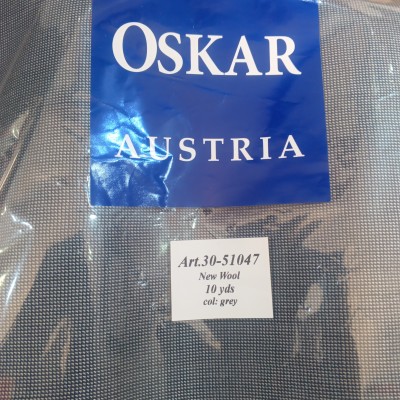 OSKAR
AUSTRIA
Art.30-51047
New Wool
10 yds
col: grey